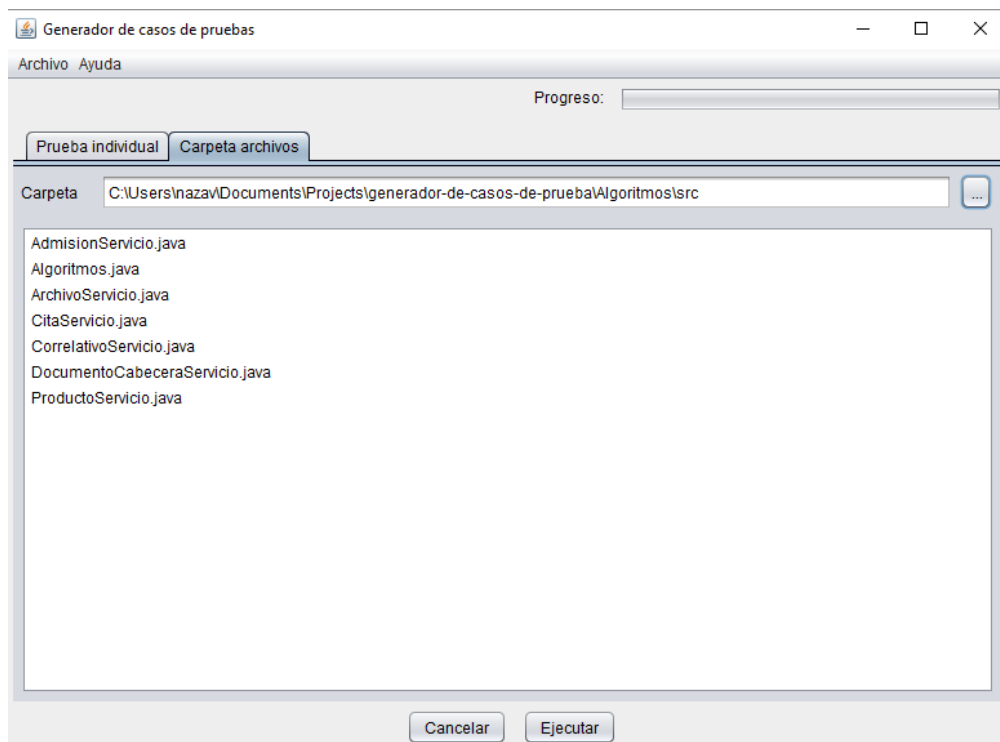 Generador de casos de pruebas
Archivo Ayuda
Progreso:
Prueba individual Carpeta archivos
Carpeta C:\Users\nazav\Documents\Projects\generador-de-casos-de-prueba\Algoritmos\src ...
AdmisionServicio.java
Algoritmos.java
ArchivoServicio.java
CitaServicio.java
CorrelativoServicio.java
DocumentoCabeceraServicio.java
ProductoServicio.java
Cancelar Ejecutar